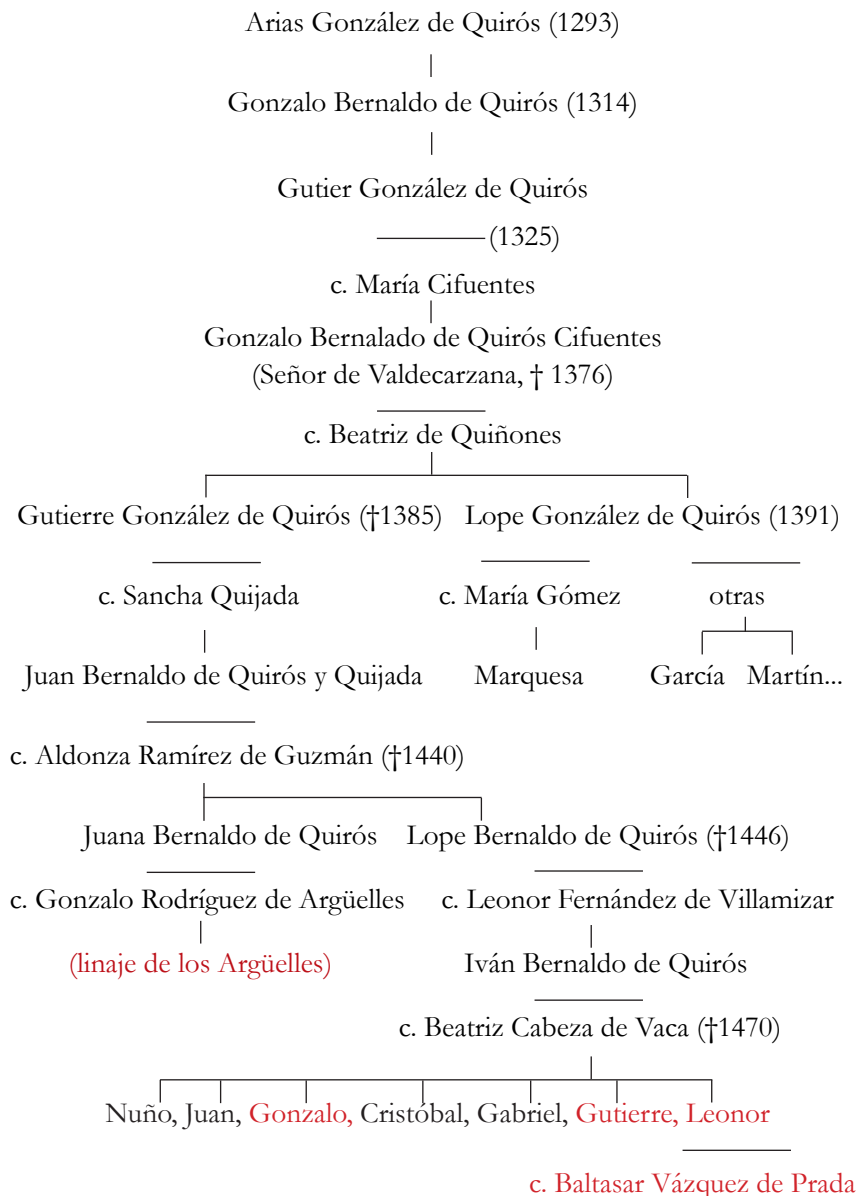 Arias González de Quirós (1293)
Gonzalo Bernaldo de Quirós (1314)
Gutier González de Quirós
(1325)
c. María Cifuentes
Gonzalo Bernalado de Quirós Cifuentes
(Señor de Valdecarzana, † 1376)
c. Beatriz de Quiñones
Gutierre González de Quirós (†1385) Lope González de Quirós (1391)
c. Sancha Quijada c. María Gómez otras
Juan Bernaldo de Quirós y Quijada Marquesa García Martín...
c. Aldonza Ramírez de Guzmán (†1440)
Juana Bernaldo de Quirós Lope Bernaldo de Quirós (†1446)
c. Gonzalo Rodríguez de Argüelles c. Leonor Fernández de Villamizar
(linaje de los Argüelles) Iván Bernaldo de Quirós
c. Beatriz Cabeza de Vaca (†1470)
Nuño, Juan, Gonzalo, Cristóbal, Gabriel, Gutierre, Leonor
c. Baltasar Vázquez de Prada